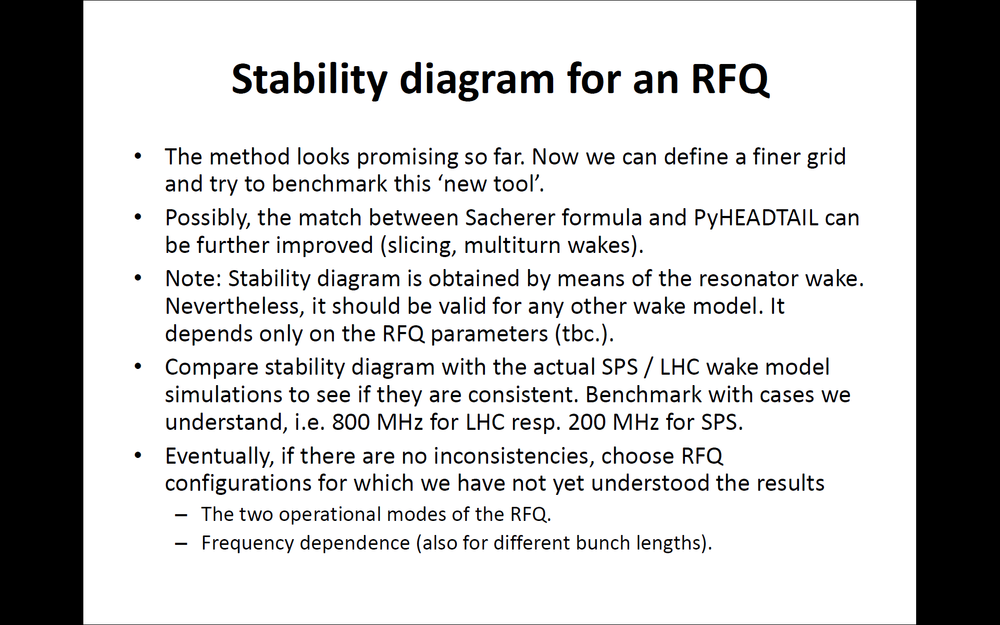 Stability diagram for an RFQ
• The method looks promising so far. Now we can define a finer grid
and try to benchmark this ‘new tool’.
• Possibly, the match between Sacherer formula and PyHEADTAIL can
be further improved (slicing, multiturn wakes).
• Note: Stability diagram is obtained by means of the resonator wake.
Nevertheless, it should be valid for any other wake model. It
depends only on the RFQ parameters (tbc.).
• Compare stability diagram with the actual SPS / LHC wake model
simulations to see if they are consistent. Benchmark with cases we
understand, i.e. 800 MHz for LHC resp. 200 MHz for SPS.
• Eventually, if there are no inconsistencies, choose RFQ
configurations for which we have not yet understood the results
– The two operational modes of the RFQ.
– Frequency dependence (also for different bunch lengths).